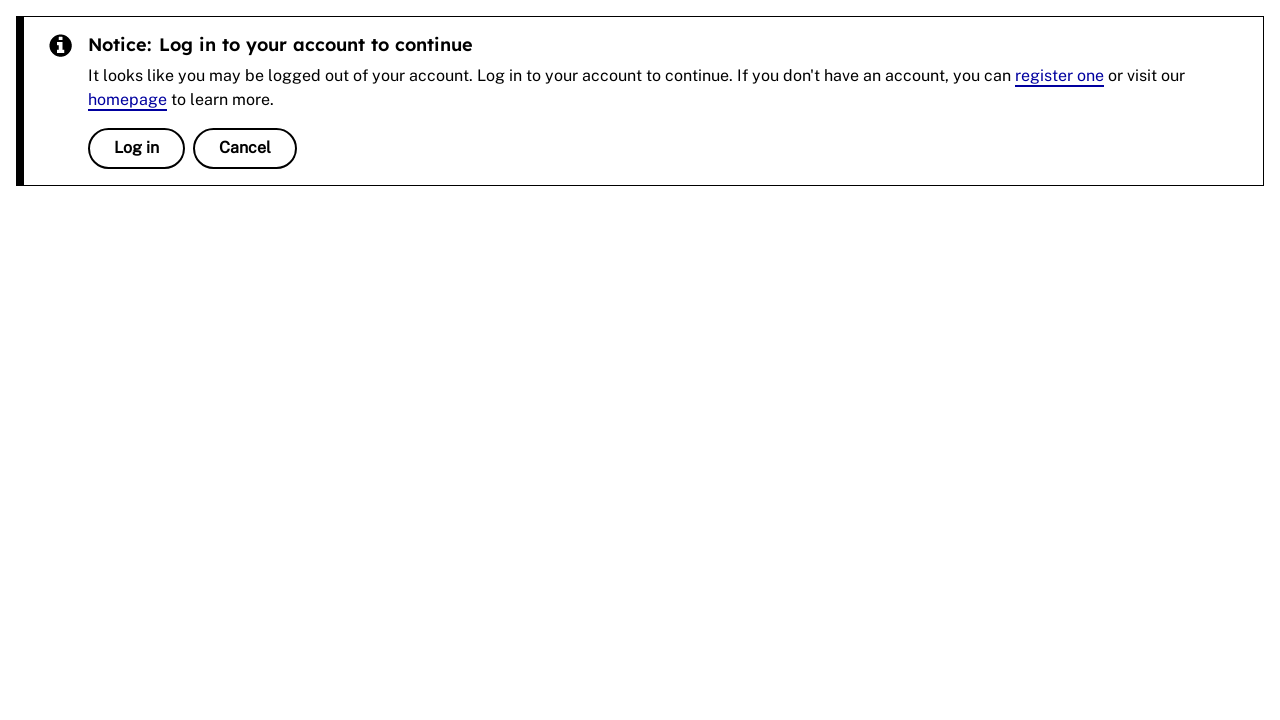 Notice: Log in to your account to continue
It looks like you may be logged out of your account. Log in to your account to continue. If you don't have an account, you can register one or visit our
homepage to learn more.
Log in Cancel